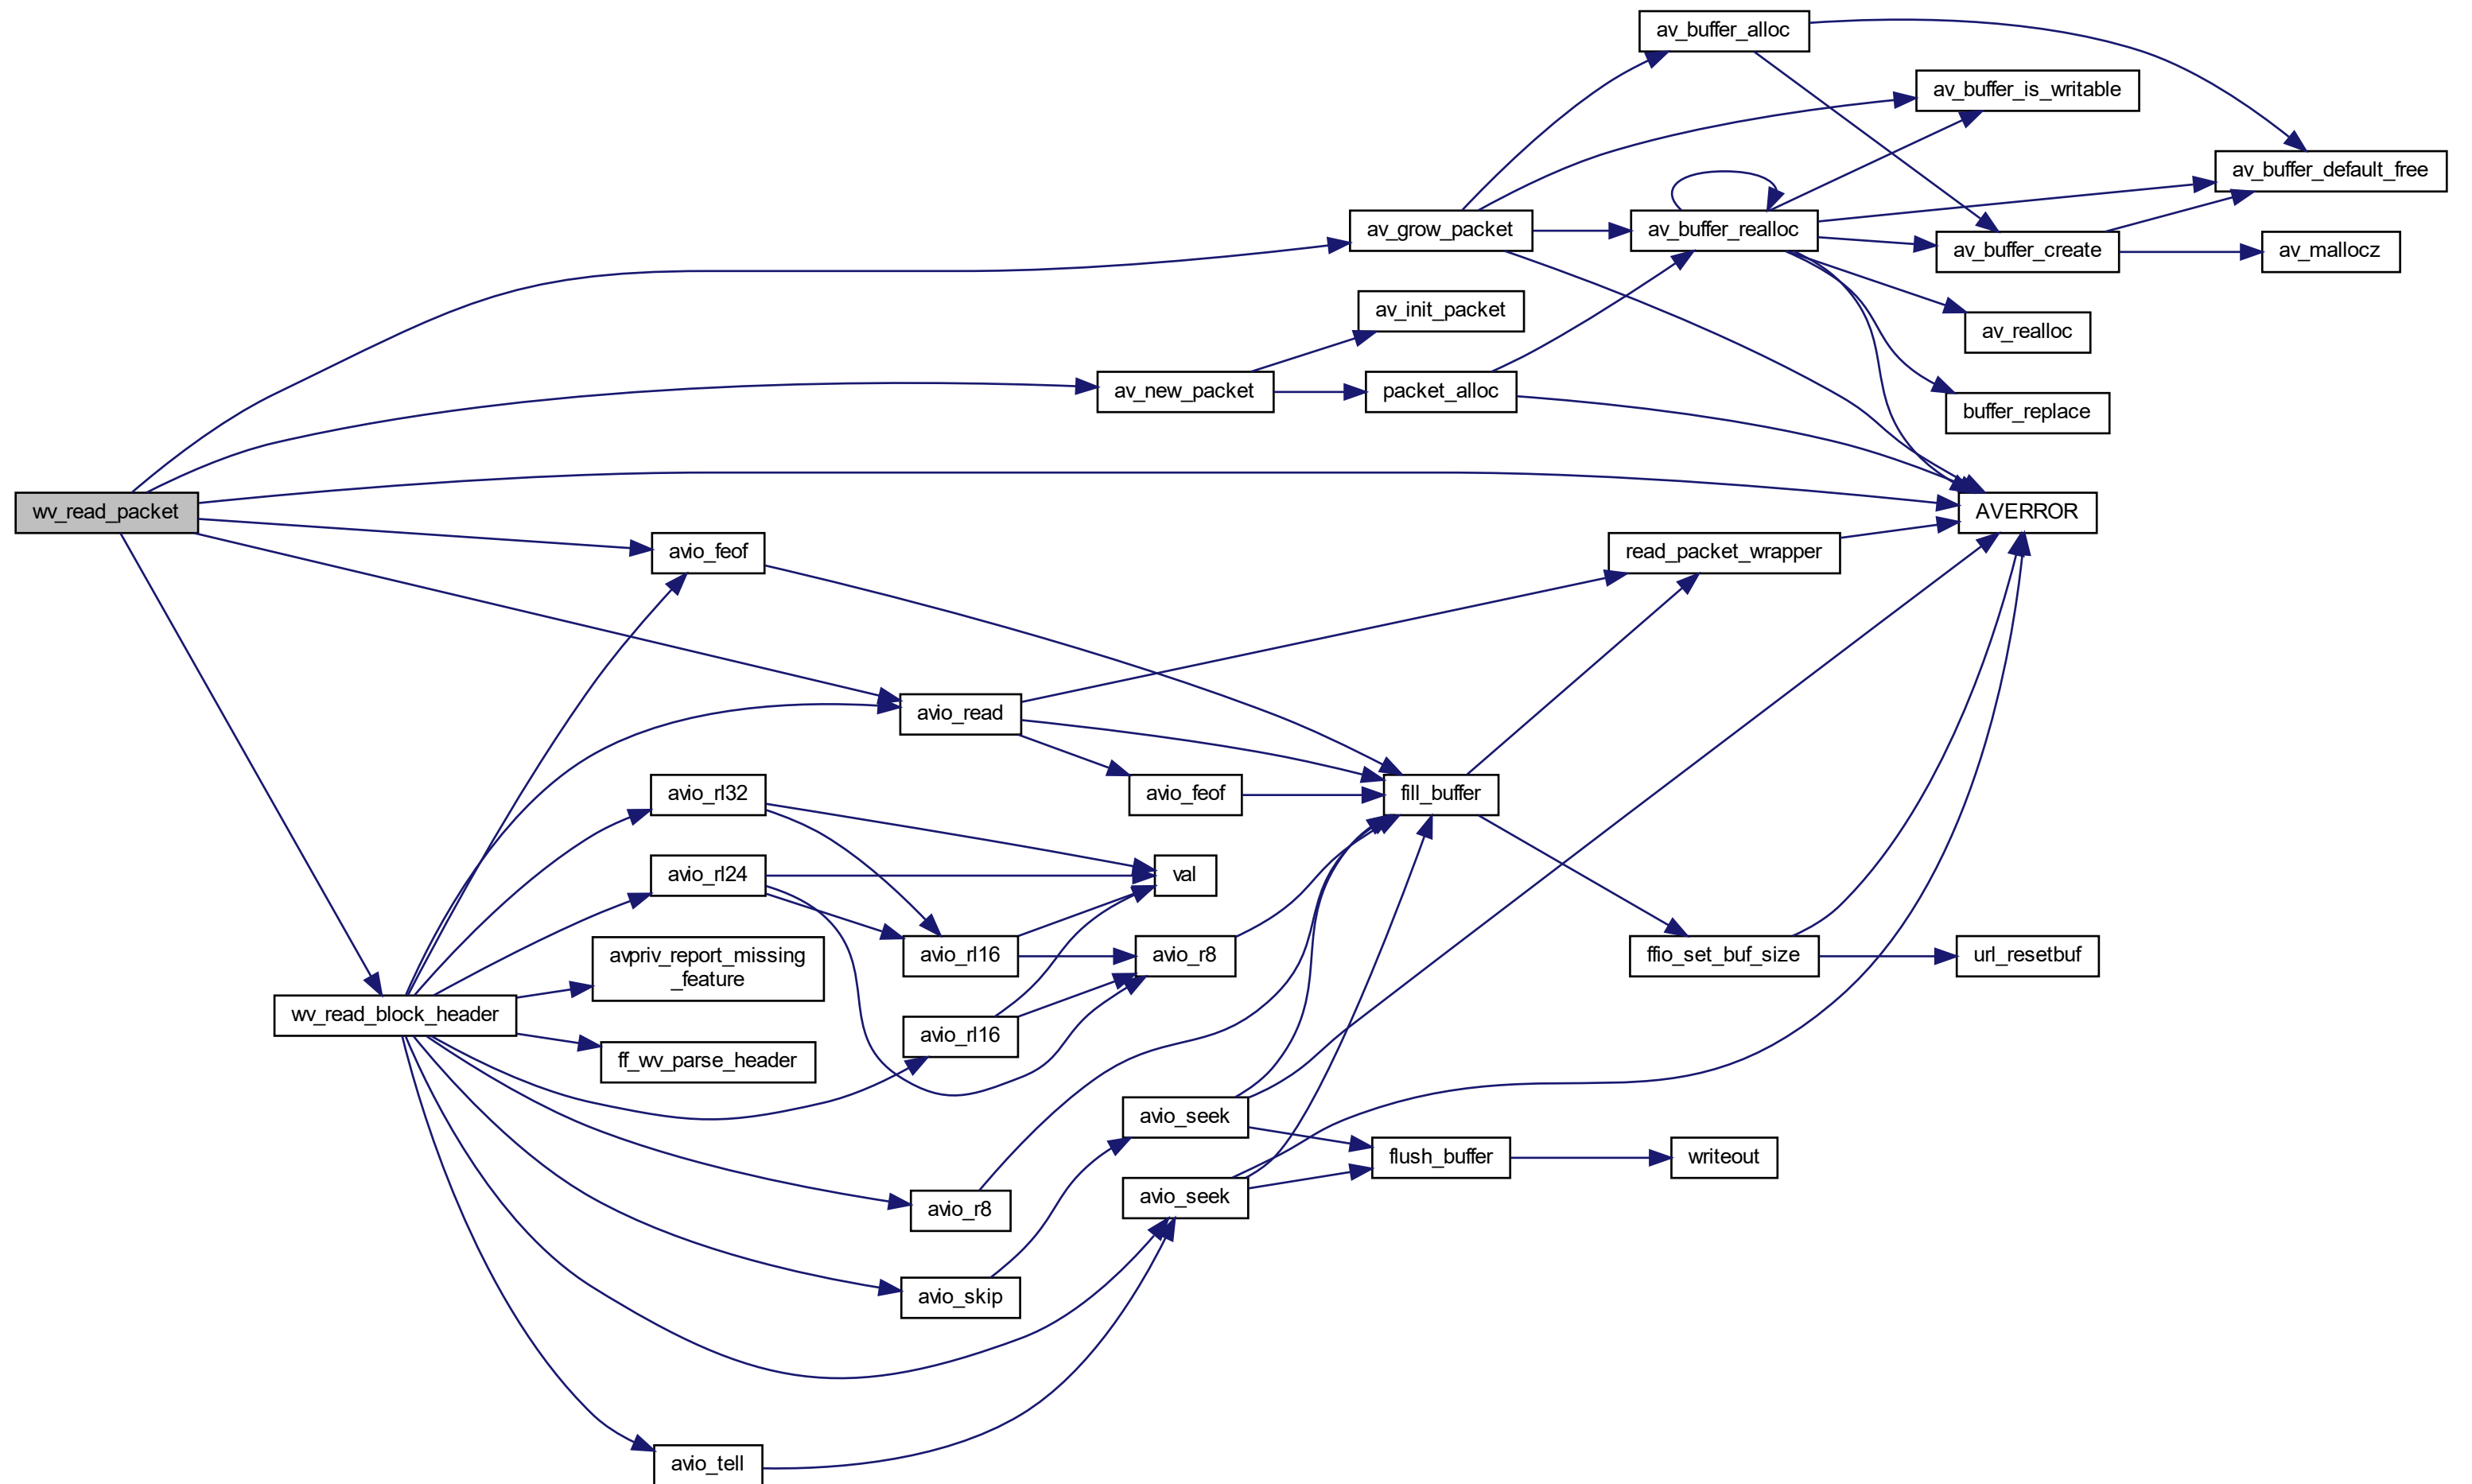 av_buffer_alloc
av_buffer_is_writable
av_buffer_default_free
av_grow_packet
av_buffer_realloc
av_buffer_create
av_mallocz
av_init_packet
av_realloc
av_new_packet
packet_alloc
buffer_replace
wv_read_packet
AVERROR
avio_feof
read_packet_wrapper
avio_read
avio_rl32
avio_feof
fill_buffer
avio_rl24
val
avpriv_report_missing
_feature
avio_rl16
avio_r8
ffio_set_buf_size
url_resetbuf
wv_read_block_header
avio_rl16
ff_wv_parse_header
avio_seek
flush_buffer
writeout
avio_seek
avio_r8
avio_skip
avio_tell